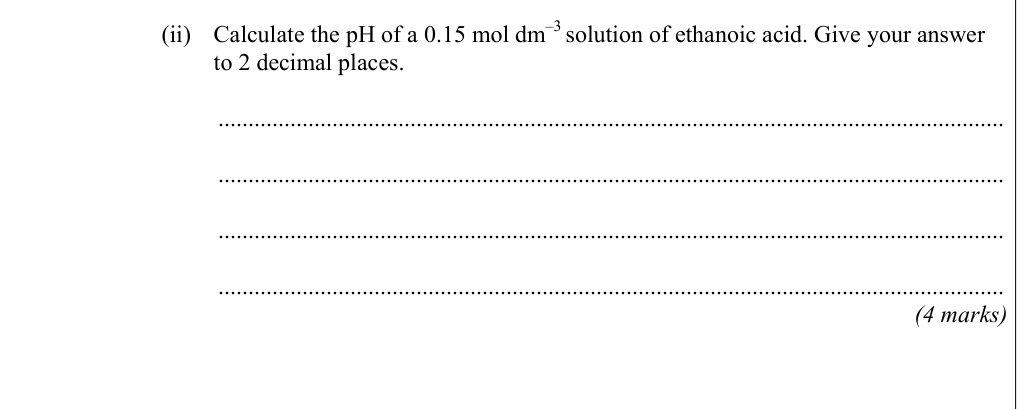 (ii) Calculate the pH of a 0.15 mol dm⁻³ solution of ethanoic acid. Give your answer
to 2 decimal places.
(4 marks)